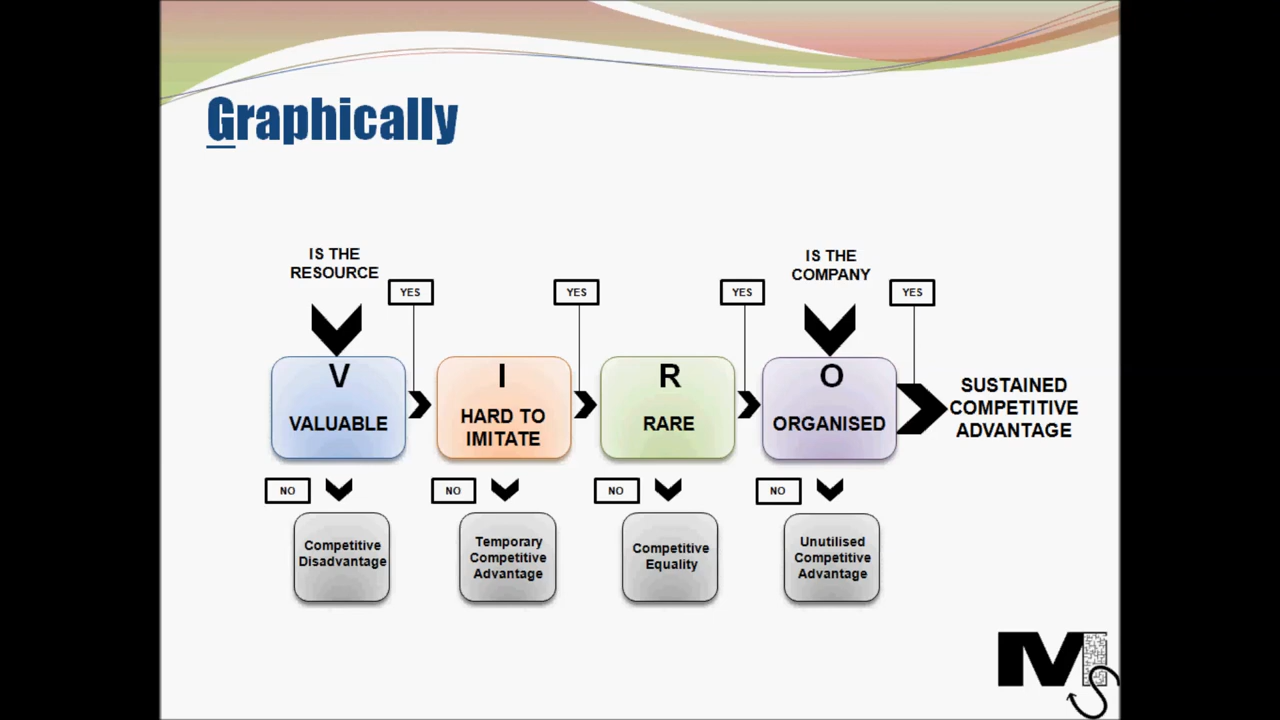 Graphically
IS THE
RESOURCE
IS THE
COMPANY
YES
YES
YES
YES
V
VALUABLE
I
HARD TO
IMITATE
R
RARE
O
ORGANISED
SUSTAINED
COMPETITIVE
ADVANTAGE
NO
NO
NO
NO
Competitive
Disadvantage
Temporary
Competitive
Advantage
Competitive
Equality
Unutilised
Competitive
Advantage
MS